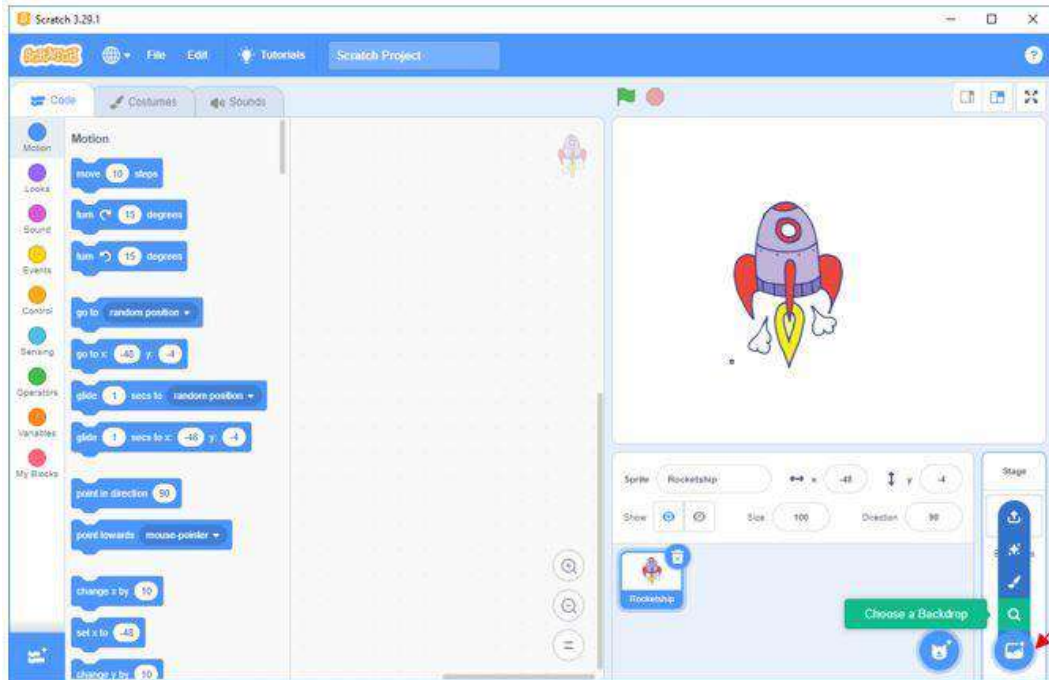 Scratch 3.29.1
SCRATCH
File Edit Tutorials Scratch Project
?
Code Costumes Sounds
Motion
Looks
Sound
Events
Control
Sensing
Operators
Variables
My Blocks
Motion
move 10 steps
turn 15 degrees
turn 15 degrees
go to random position
go to x: -48 y: -4
glide 1 secs to random position
glide 1 secs to x: -48 y: -4
point in direction 90
point towards mouse-pointer
change x by 10
set x to -48
change y by 10
Sprite Rocketship x -48 y -4
Show Size 100 Direction 90
Rocketship
Stage
Choose a Backdrop